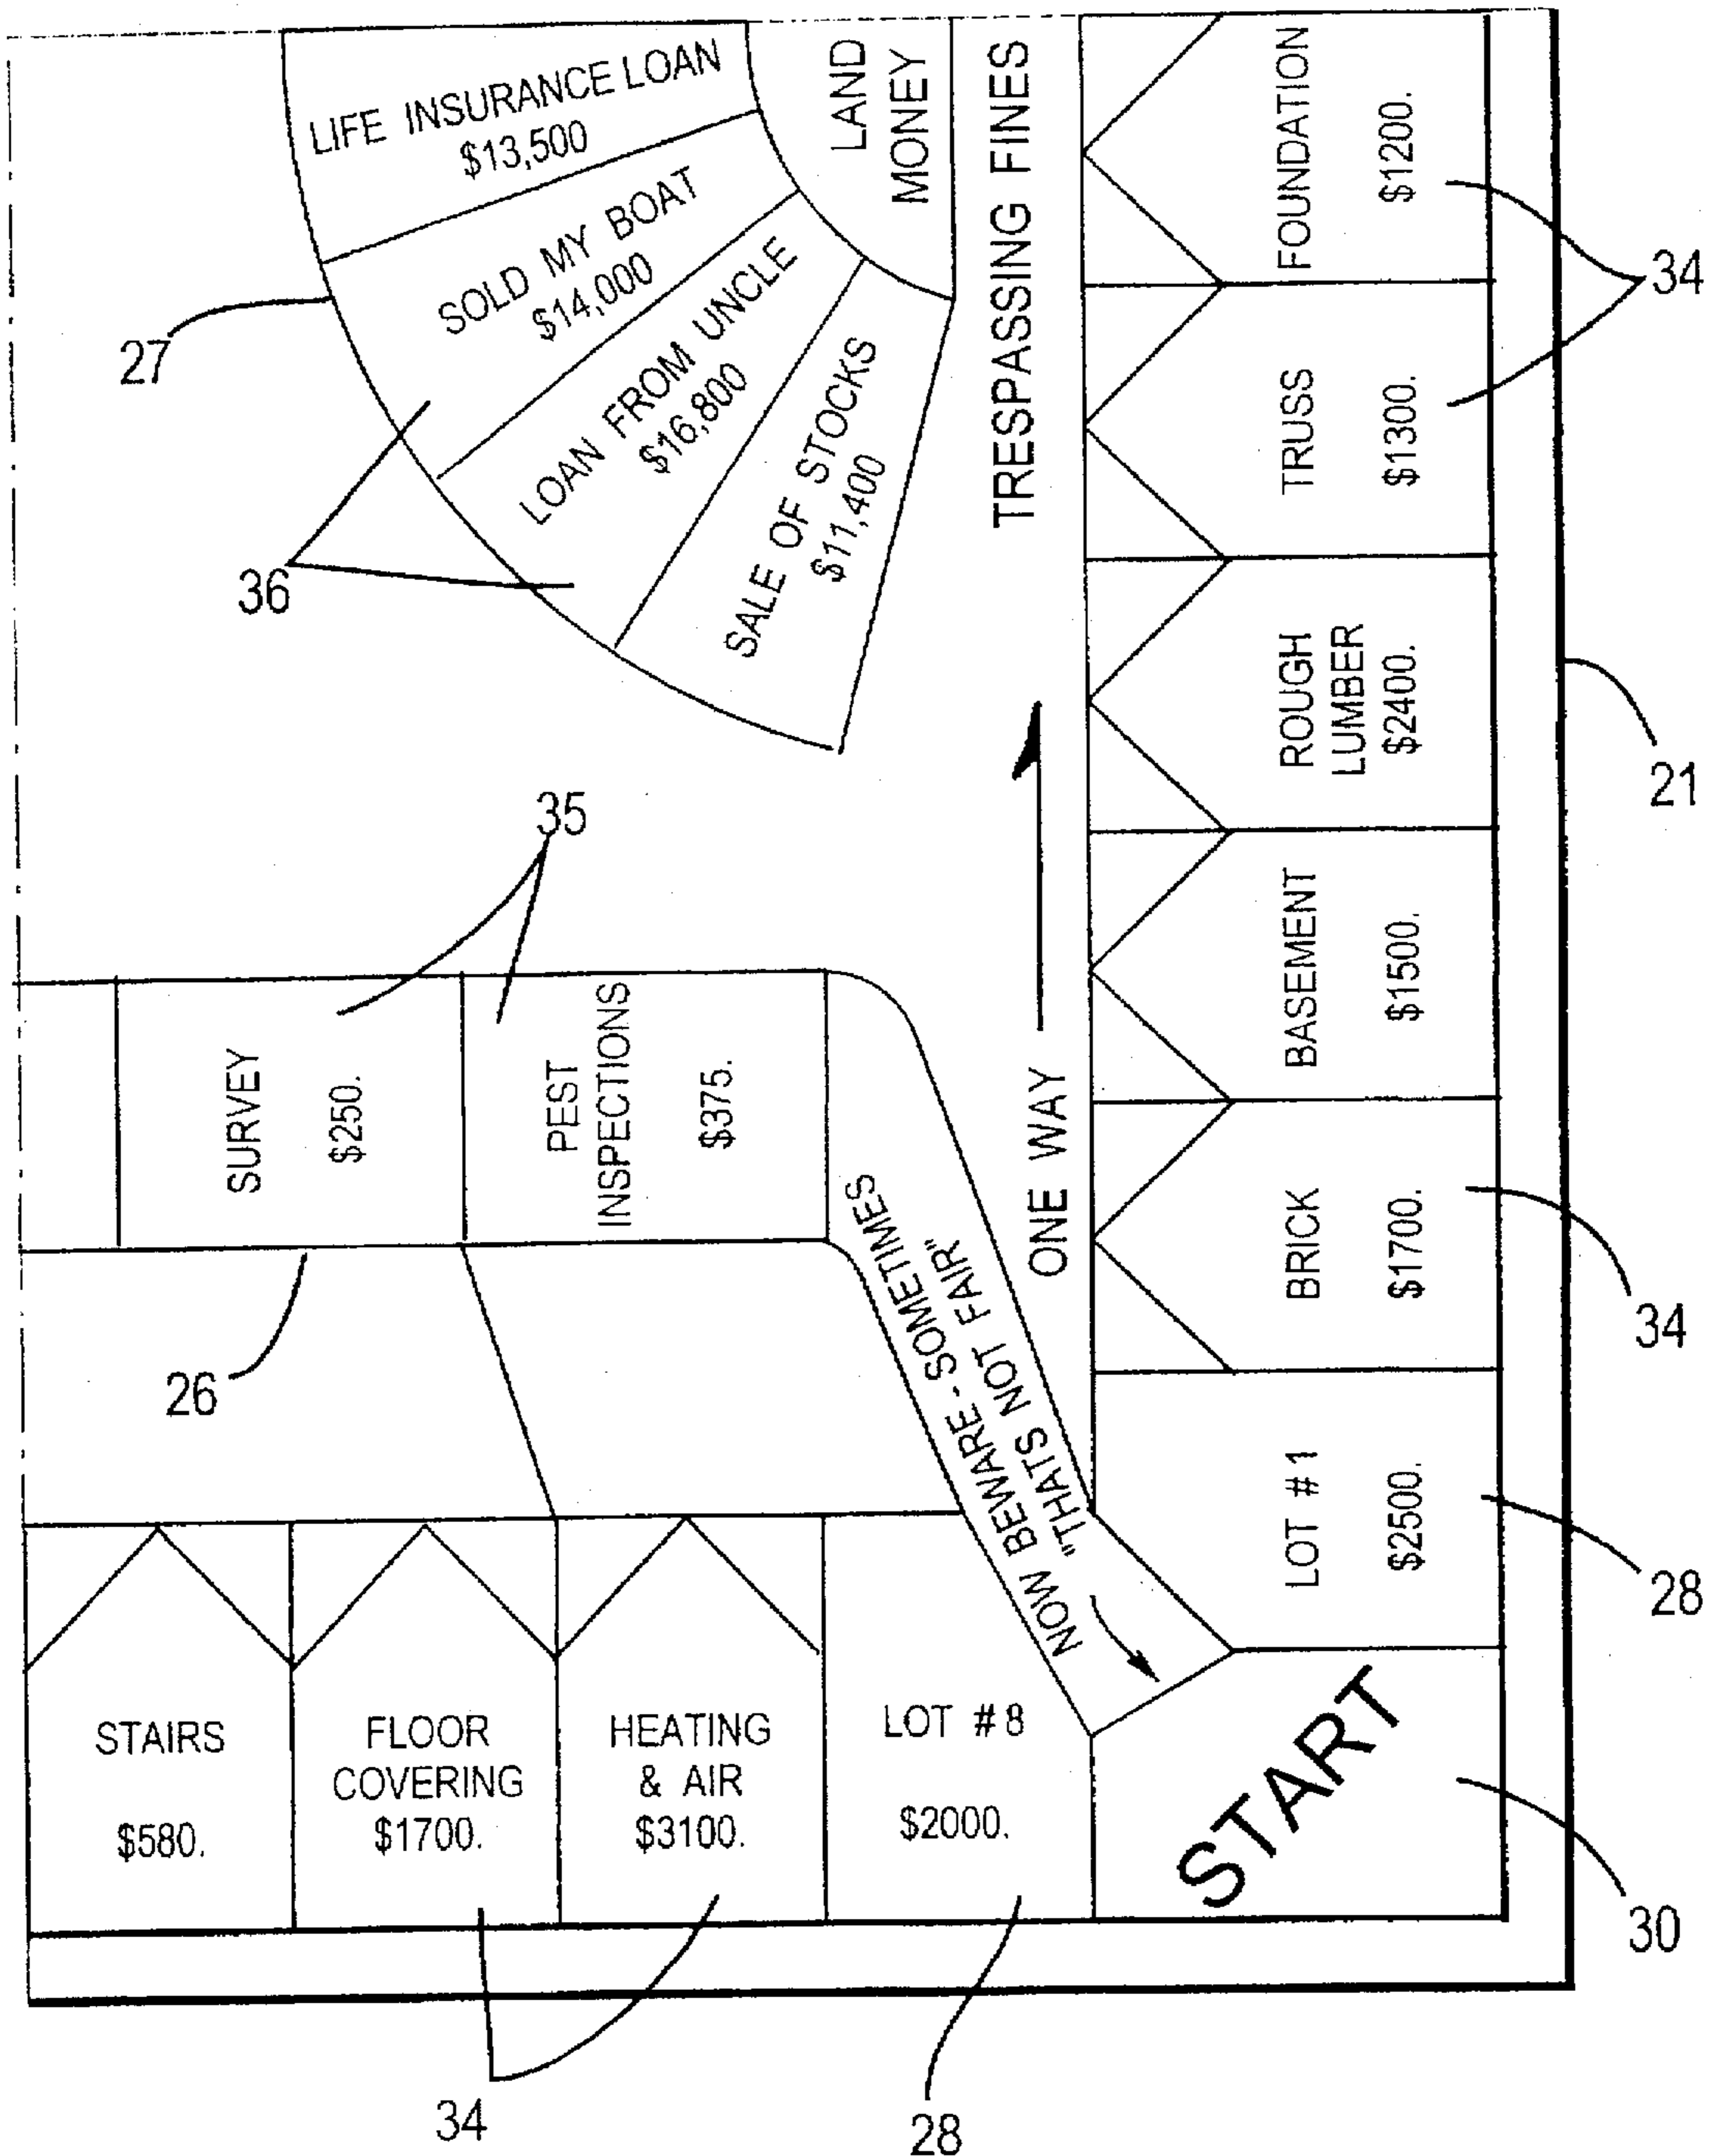 LIFE INSURANCE LOAN
$13,500
SOLD MY BOAT
$14,000
LOAN FROM UNCLE
$16,800
SALE OF STOCKS
$11,400
LAND
MONEY
27
36
TRESPASSING FINES
ONE WAY
35
SURVEY
$250.
PEST
INSPECTIONS
$375.
26
NOW BEWARE - SOMETIMES
"THATS NOT FAIR"
FOUNDATION
$1200.
34
TRUSS
$1300.
ROUGH
LUMBER
$2400.
21
BASEMENT
$1500.
BRICK
$1700.
34
LOT #1
$2500.
28
STAIRS
$580.
FLOOR
COVERING
$1700.
HEATING
& AIR
$3100.
LOT #8
$2000.
START
30
34
28